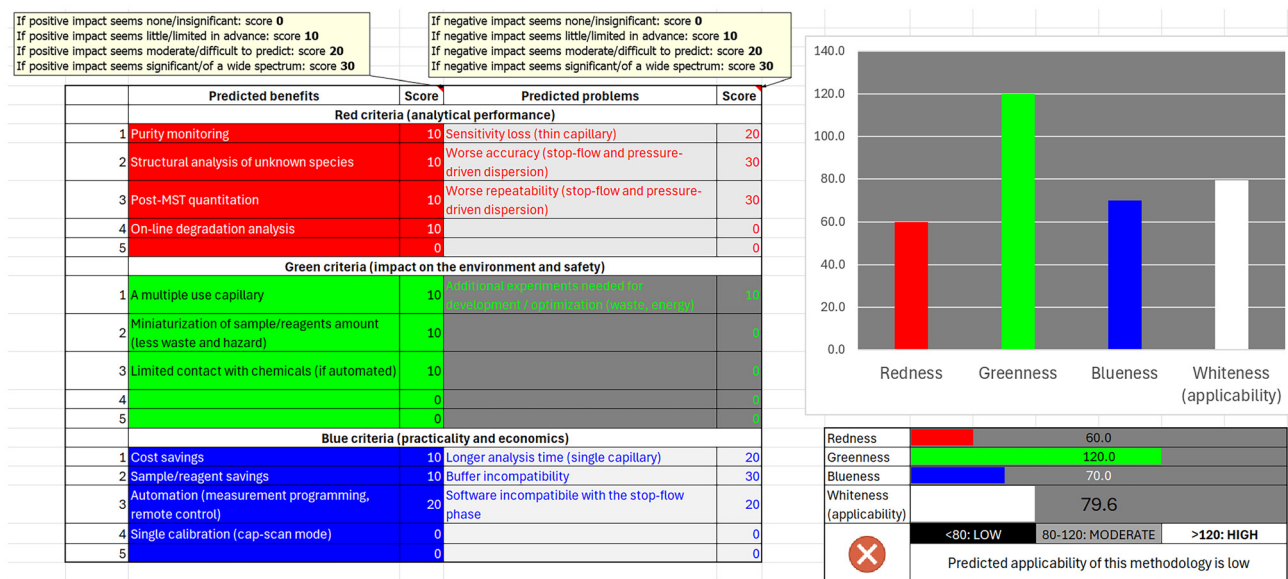 If positive impact seems none/insignificant: score 0
If positive impact seems little/limited in advance: score 10
If positive impact seems moderate/difficult to predict: score 20
If positive impact seems significant/of a wide spectrum: score 30
If negative impact seems none/insignificant: score 0
If negative impact seems little/limited in advance: score 10
If negative impact seems moderate/difficult to predict: score 20
If negative impact seems significant/of a wide spectrum: score 30
Predicted benefits Score Predicted problems Score
Red criteria (analytical performance)
1 Purity monitoring 10 Sensitivity loss (thin capillary) 20
2 Structural analysis of unknown species 10 Worse accuracy (stop-flow and pressure-
driven dispersion) 30
3 Post-MST quantitation 10 Worse repeatability (stop-flow and pressure-
driven dispersion) 30
4 On-line degradation analysis 10 0
5 0 0
Green criteria (impact on the environment and safety)
1 A multiple use capillary 10 Additional experiments needed for
development / optimization (waste, energy) 10
2 Miniaturization of sample/reagents amount
(less waste and hazard) 10 0
3 Limited contact with chemicals (if automated) 10 0
4 0 0
5 0 0
Blue criteria (practicality and economics)
1 Cost savings 10 Longer analysis time (single capillary) 20
2 Sample/reagent savings 10 Buffer incompatibility 30
3 Automation (measurement programming,
remote control) 20 Software incompatibile with the stop-flow
phase 20
4 Single calibration (cap-scan mode) 0 0
5 0 0
140.0
120.0
100.0
80.0
60.0
40.0
20.0
0.0
Redness Greenness Blueness Whiteness
(applicability)
Redness 60.0
Greenness 120.0
Blueness 70.0
Whiteness
(applicability) 79.6
<80: LOW 80-120: MODERATE >120: HIGH
Predicted applicability of this methodology is low